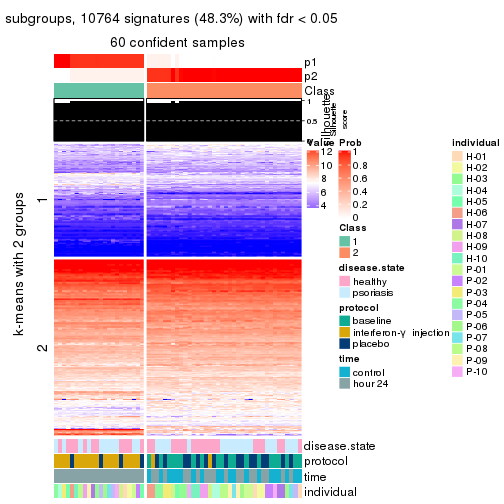 subgroups, 10764 signatures (48.3%) with fdr < 0.05
60 confident samples
p1
p2
Class
1
0.5
0
Silhouette
score
k-means with 2 groups
1
2
disease.state
protocol
time
individual
Value
12
10
8
6
4
Prob
1
0.8
0.6
0.4
0.2
0
Class
1
2
disease.state
healthy
psoriasis
protocol
baseline
interferon-γ injection
placebo
time
control
hour 24
individual
H-01
H-02
H-03
H-04
H-05
H-06
H-07
H-08
H-09
H-10
P-01
P-02
P-03
P-04
P-05
P-06
P-07
P-08
P-09
P-10